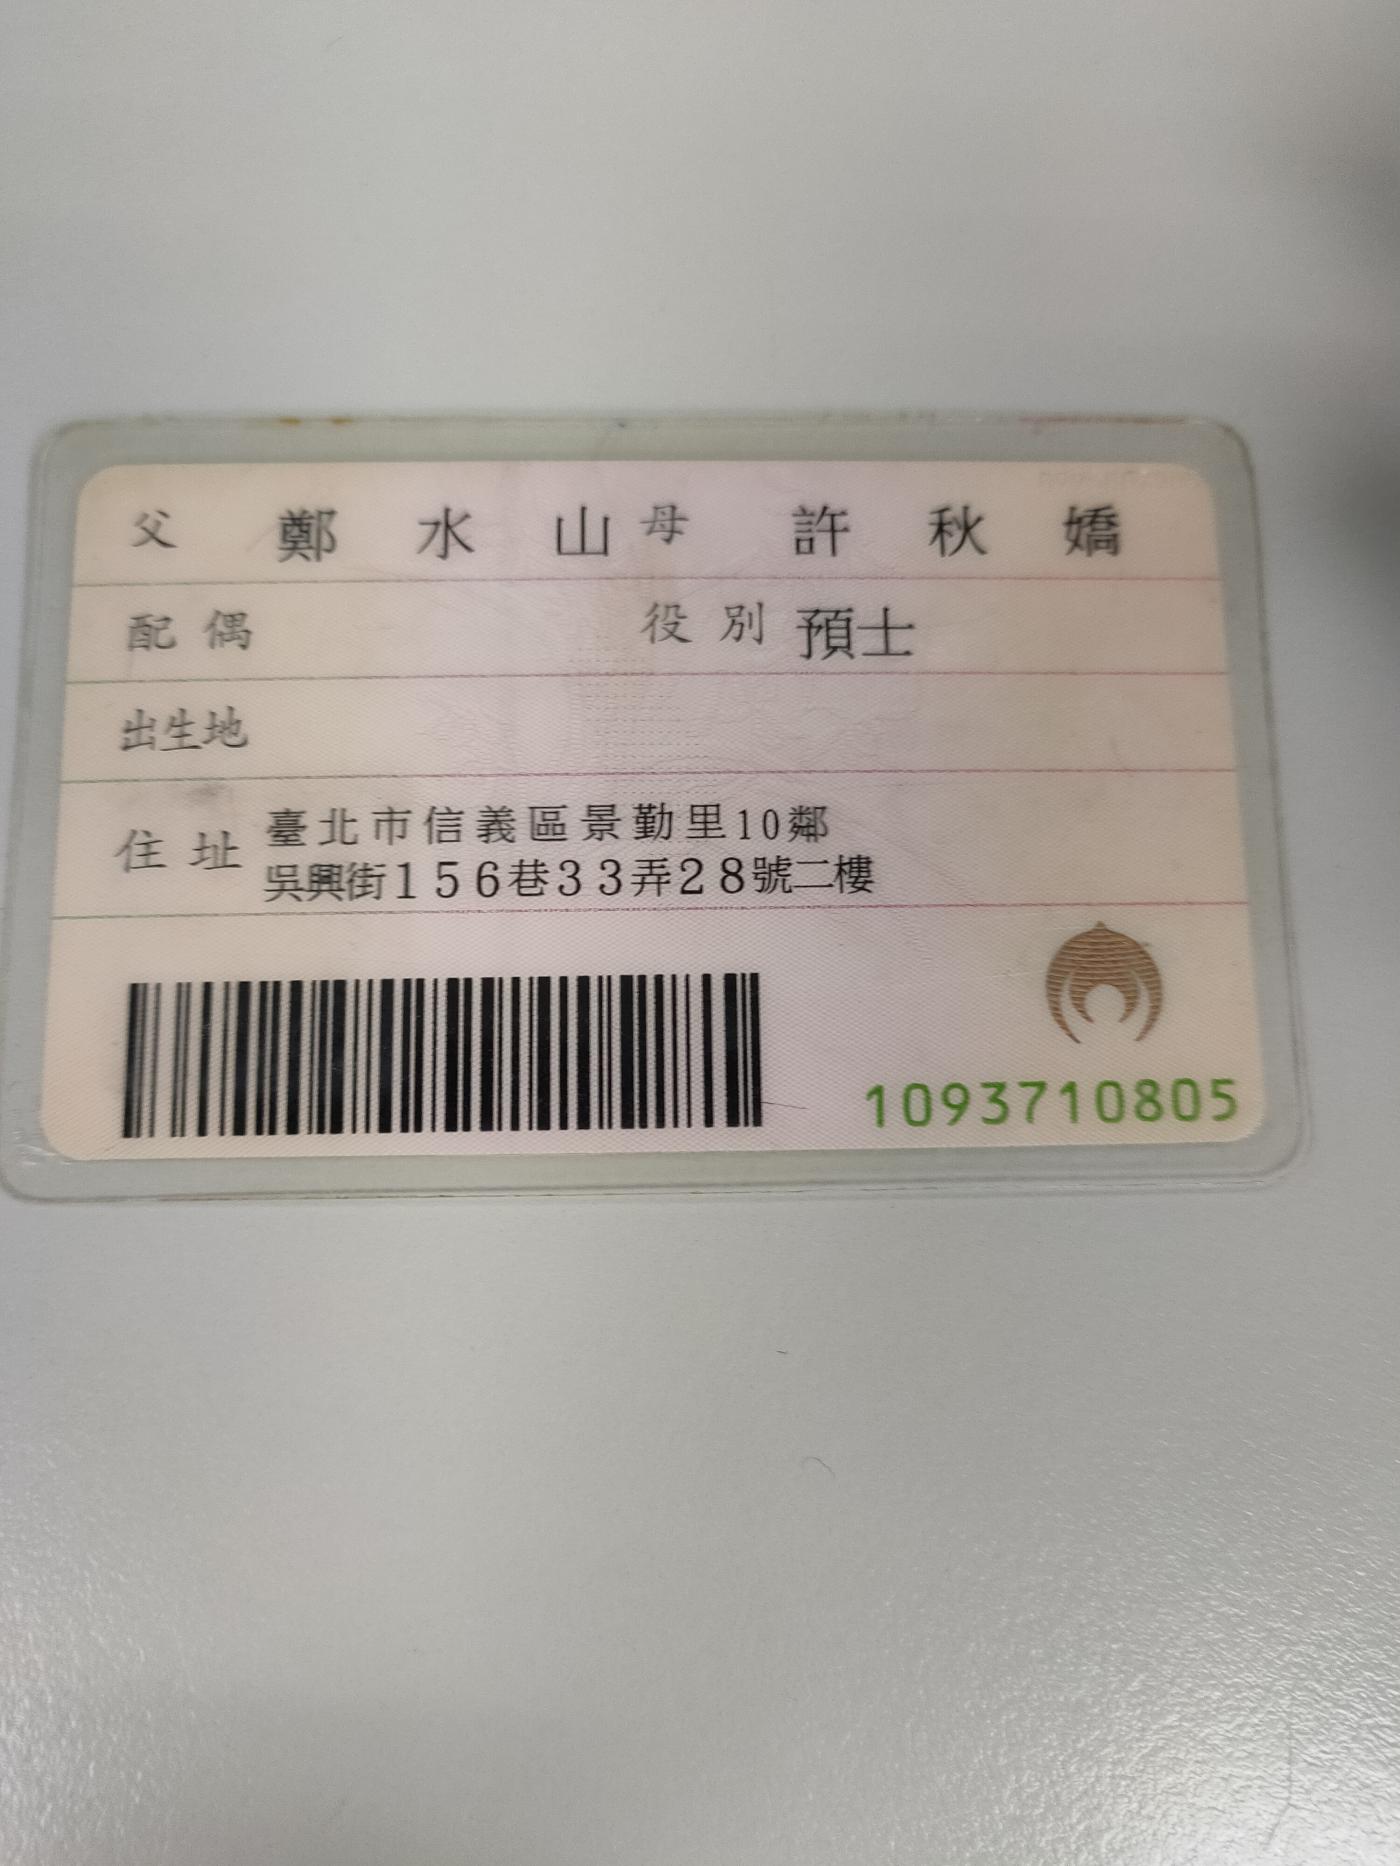 父 鄭水山 母 許秋嬌
配偶 役別 預士
出生地
住址 臺北市信義區景勤里10鄰
吳興街156巷33弄28號二樓
1093710805